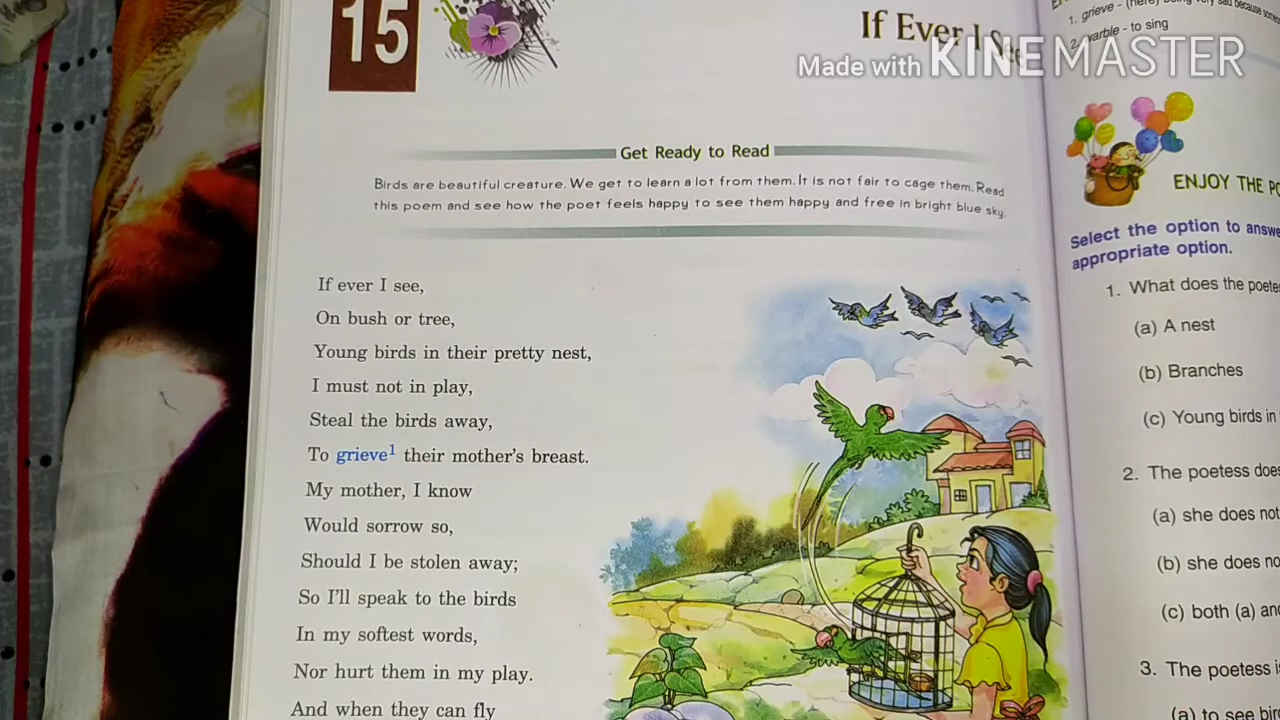 15
If Ever I See
Made with KINEMASTER
Get Ready to Read
Birds are beautiful creature. We get to learn a lot from them. It is not fair to cage them. Read
this poem and see how the poet feels happy to see them happy and free in bright blue sky.
If ever I see,
On bush or tree,
Young birds in their pretty nest,
I must not in play,
Steal the birds away,
To grieve¹ their mother's breast.
My mother, I know
Would sorrow so,
Should I be stolen away;
So I'll speak to the birds
In my softest words,
Nor hurt them in my play.
And when they can fly
1. grieve - (here) being very sad because
2. warble - to sing
ENJOY THE
Select the option to
appropriate option.
1. What does the
(a) A nest
(b) Branches
(c) Young birds in
2. The poetess
(a) she does not
(b) she does
(c) both (a)
3. The poetess
(a) to see